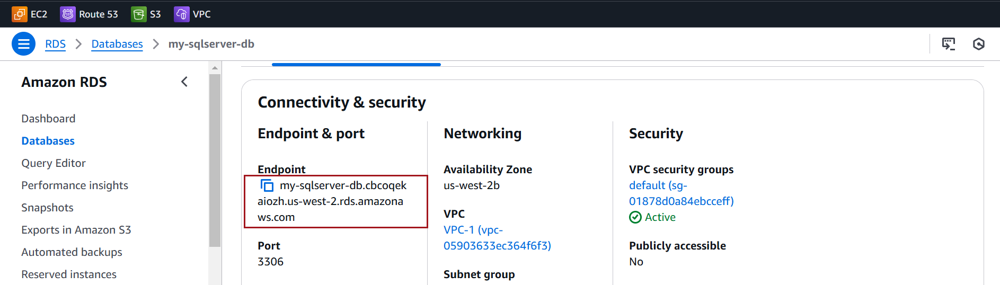 EC2 Route 53 S3 VPC
RDS > Databases > my-sqlserver-db
Amazon RDS
Dashboard
Databases
Query Editor
Performance insights
Snapshots
Exports in Amazon S3
Automated backups
Reserved instances
Connectivity & security
Endpoint & port
Endpoint
my-sqlserver-db.cbcoqek
aiozh.us-west-2.rds.amazona
ws.com
Port
3306
Networking
Availability Zone
us-west-2b
VPC
VPC-1 (vpc-
05903633ec364f6f3)
Subnet group
Security
VPC security groups
default (sg-
01878d0a84ebcceff)
Active
Publicly accessible
No